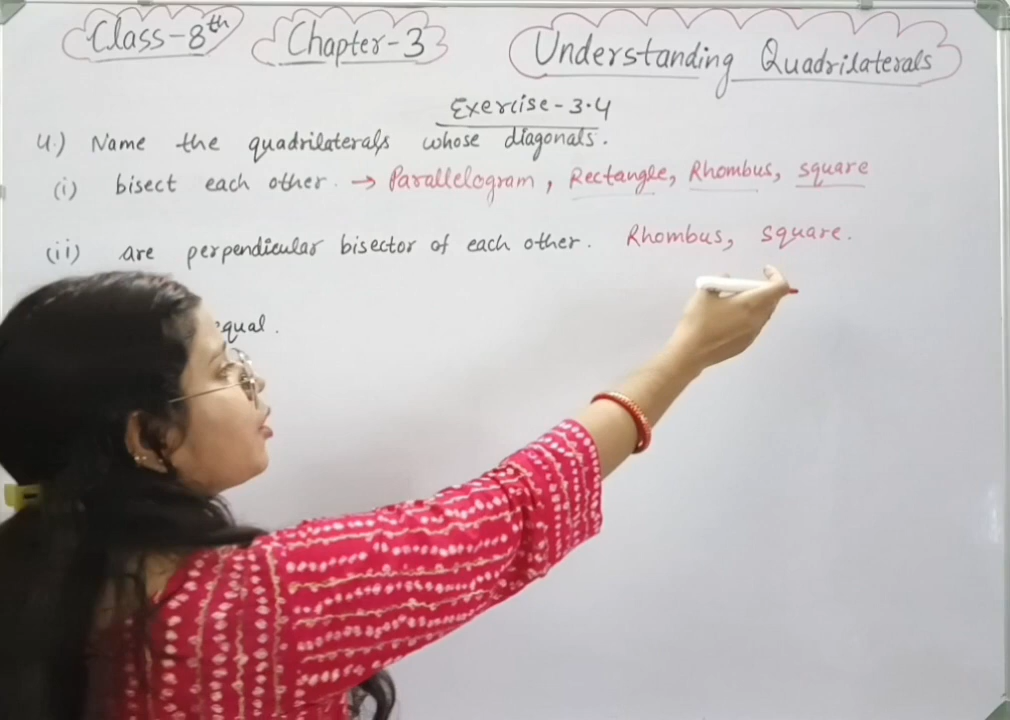 Class-8th Chapter-3 Understanding Quadrilaterals
Exercise-3.4
4.) Name the quadrilaterals whose diagonals.
(i) bisect each other. → Parallelogram, Rectangle, Rhombus, square
(ii) are perpendicular bisector of each other. Rhombus, square.
equal.